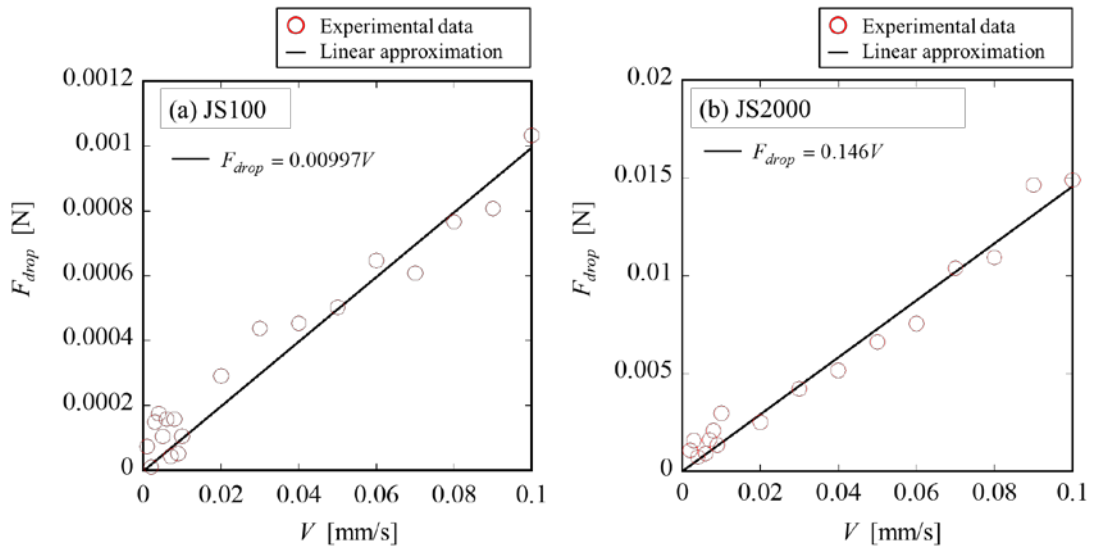 Experimental data
Linear approximation
0.0012
0.001
0.0008
0.0006
0.0004
0.0002
0
F_drop [N]
(a) JS100
F_drop = 0.00997V
0 0.02 0.04 0.06 0.08 0.1
V [mm/s]
Experimental data
Linear approximation
0.02
0.015
0.01
0.005
0
F_drop [N]
(b) JS2000
F_drop = 0.146V
0 0.02 0.04 0.06 0.08 0.1
V [mm/s]